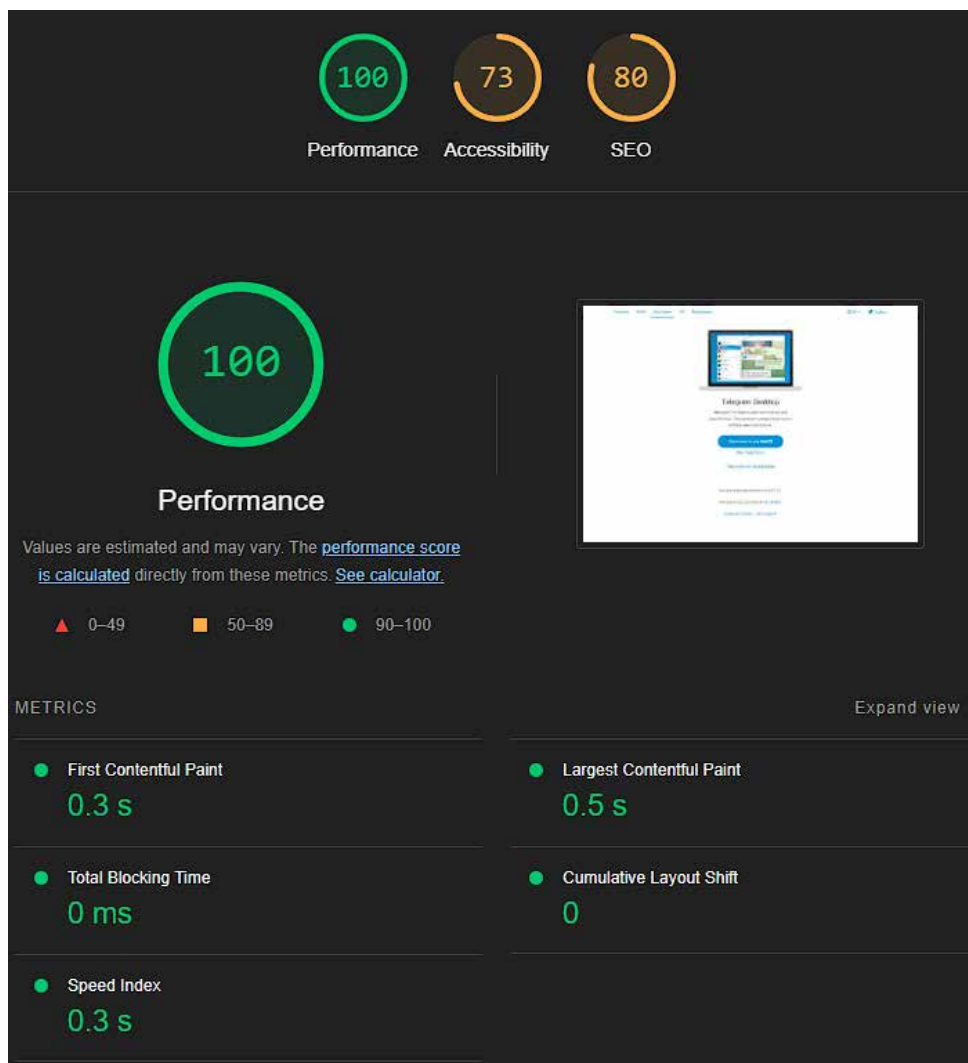 100
73
80
Performance
Accessibility
SEO
100
Performance
Values are estimated and may vary. The performance score
is calculated directly from these metrics. See calculator.
0–49
50–89
90–100
Telegram Desktop
METRICS
Expand view
First Contentful Paint
0.3 s
Largest Contentful Paint
0.5 s
Total Blocking Time
0 ms
Cumulative Layout Shift
0
Speed Index
0.3 s